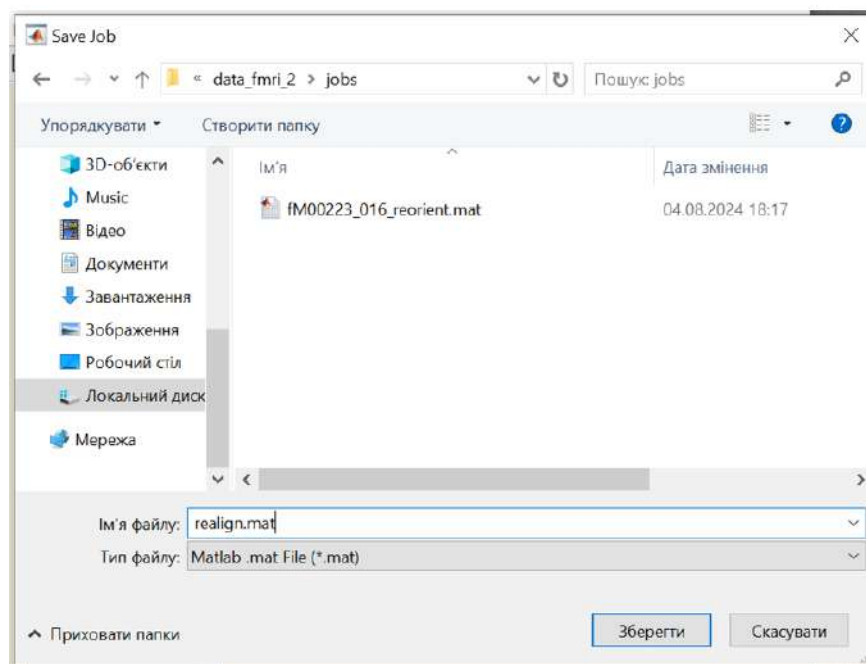 Save Job
« data_fmri_2 > jobs
Пошук: jobs
Упорядкувати
Створити папку
3D-об'єкти
Music
Відео
Документи
Завантаження
Зображення
Робочий стіл
Локальний диск
Мережа
Ім'я
Дата змінення
fM00223_016_reorient.mat
04.08.2024 18:17
Ім'я файлу: realign.mat
Тип файлу: Matlab .mat File (*.mat)
Приховати папки
Зберегти
Скасувати